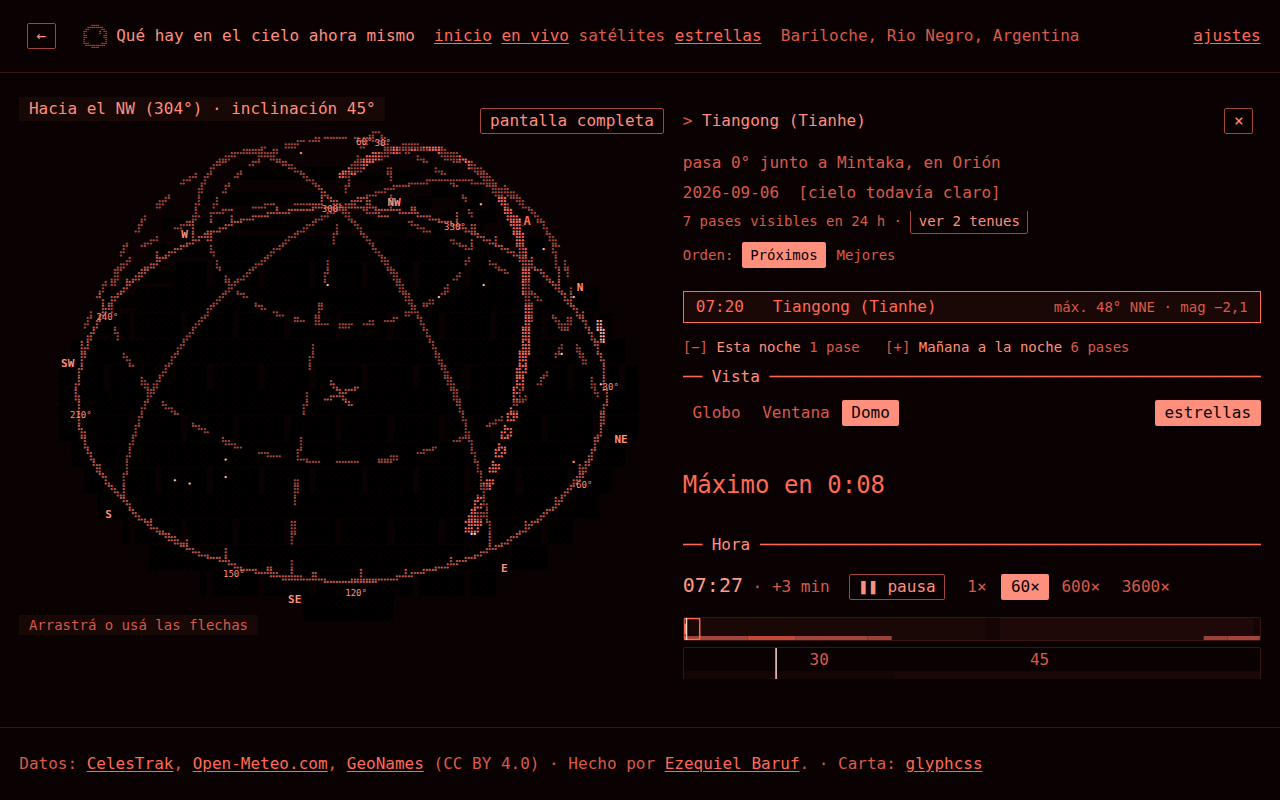 ← Qué hay en el cielo ahora mismo inicio en vivo satélites estrellas Bariloche, Rio Negro, Argentina ajustes
Hacia el NW (304°) · inclinación 45°
pantalla completa
60° 30°
NW
300°
330°
A
W
N
240°
SW
30°
210°
NE
60°
S
150°
E
120°
SE
Arrastrá o usá las flechas
> Tiangong (Tianhe) ×
pasa 0° junto a Mintaka, en Orión
2026-09-06 [cielo todavía claro]
7 pases visibles en 24 h · ver 2 tenues
Orden: Próximos Mejores
07:20 Tiangong (Tianhe) máx. 48° NNE · mag −2,1
[−] Esta noche 1 pase [+] Mañana a la noche 6 pases
Vista
Globo Ventana Domo estrellas
Máximo en 0:08
Hora
07:27 · +3 min ❚❚ pausa 1× 60× 600× 3600×
30 45
Datos: CelesTrak, Open-Meteo.com, GeoNames (CC BY 4.0) · Hecho por Ezequiel Baruf. · Carta: glyphcss